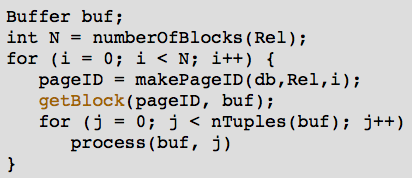 Buffer buf;
int N = numberOfBlocks(Rel);
for (i = 0; i < N; i++) {
   pageID = makePageID(db,Rel,i);
   getBlock(pageID, buf);
   for (j = 0; j < nTuples(buf); j++)
      process(buf, j)
}